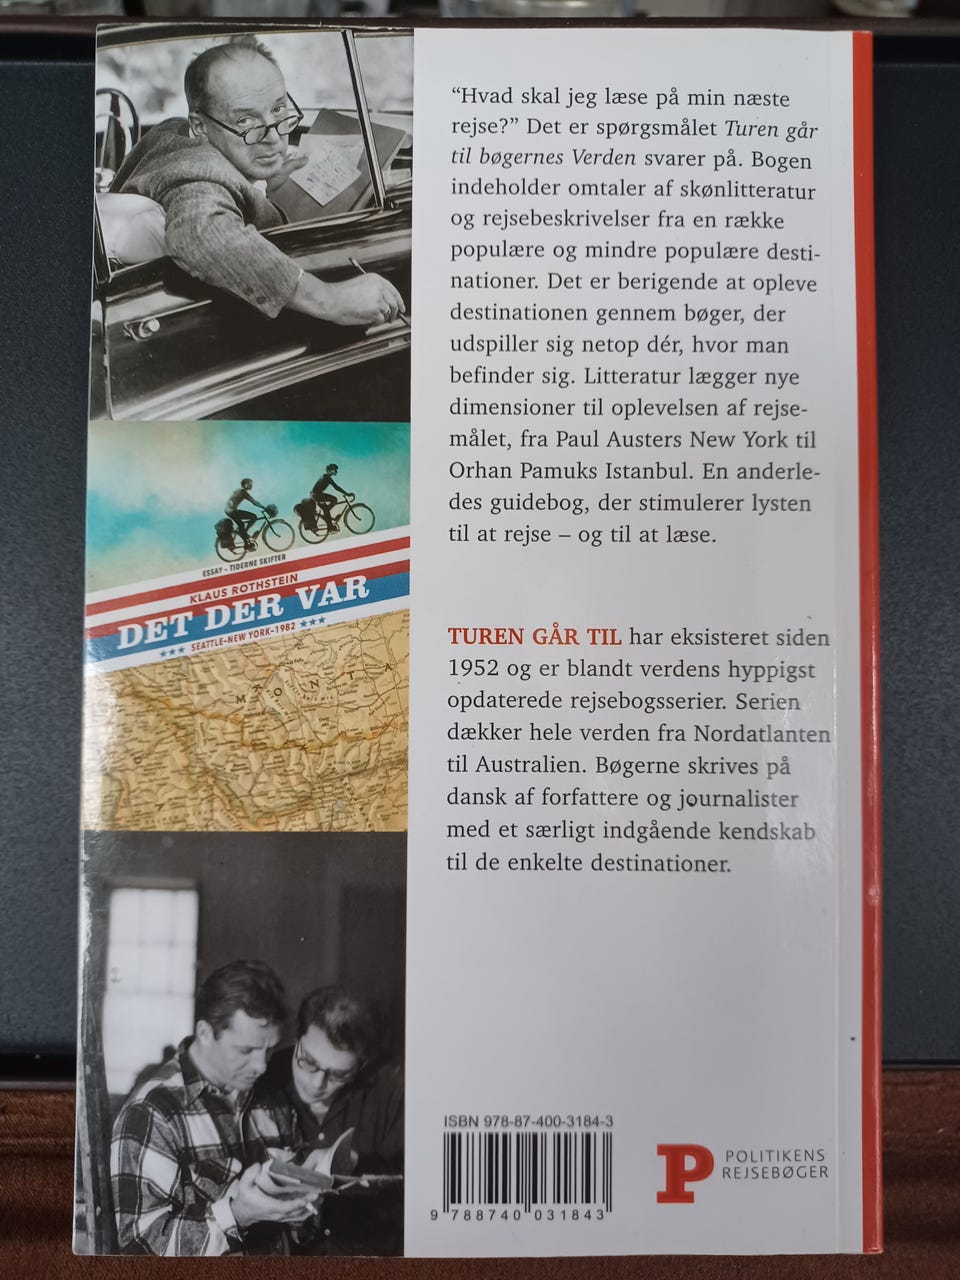 “Hvad skal jeg læse på min næste
rejse?” Det er spørgsmålet Turen går
til bøgernes Verden svarer på. Bogen
indeholder omtaler af skønlitteratur
og rejsebeskrivelser fra en række
populære og mindre populære desti-
nationer. Det er berigende at opleve
destinationen gennem bøger, der
udspiller sig netop dér, hvor man
befinder sig. Litteratur lægger nye
dimensioner til oplevelsen af rejse-
målet, fra Paul Austers New York til
Orhan Pamuks Istanbul. En anderle-
des guidebog, der stimulerer lysten
til at rejse – og til at læse.
TUREN GÅR TIL har eksisteret siden
1952 og er blandt verdens hyppigst
opdaterede rejsebogsserier. Serien
dækker hele verden fra Nordatlanten
til Australien. Bøgerne skrives på
dansk af forfattere og journalister
med et særligt indgående kendskab
til de enkelte destinationer.
ESSAY – TIDERNE SKIFTER
KLAUS ROTHSTEIN
DET DER VAR
★★★ SEATTLE-NEW YORK-1982 ★★★
MONTA
ISBN 978-87-400-3184-3
9 788740 031843
P POLITIKENS
REJSEBØGER